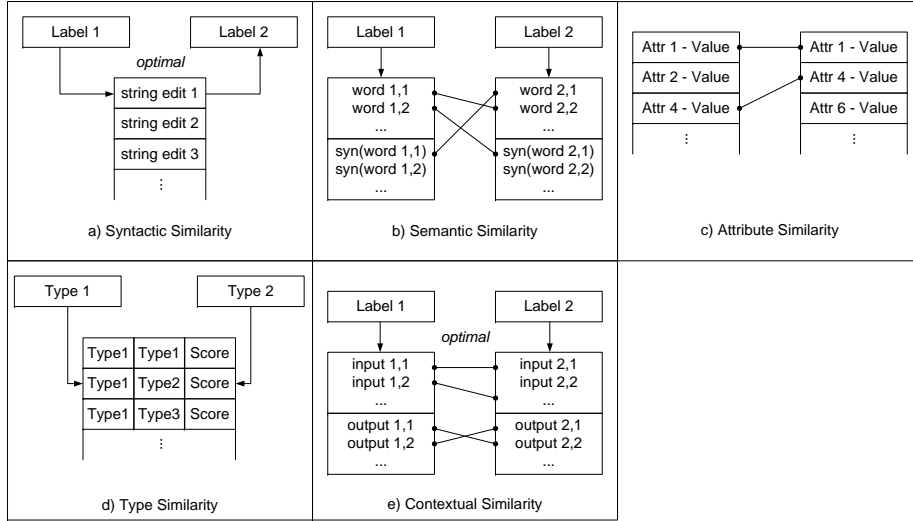 Label 1
Label 2
optimal
string edit 1
string edit 2
string edit 3
...
a) Syntactic Similarity
Label 1
Label 2
word 1,1
word 1,2
...
syn(word 1,1)
syn(word 1,2)
...
word 2,1
word 2,2
...
syn(word 2,1)
syn(word 2,2)
...
b) Semantic Similarity
Attr 1 - Value
Attr 2 - Value
Attr 4 - Value
...
Attr 1 - Value
Attr 4 - Value
Attr 6 - Value
...
c) Attribute Similarity
Type 1
Type 2
Type1 Type1 Score
Type1 Type2 Score
Type1 Type3 Score
...
d) Type Similarity
Label 1
Label 2
optimal
input 1,1
input 1,2
...
output 1,1
output 1,2
...
input 2,1
input 2,2
...
output 2,1
output 2,2
...
e) Contextual Similarity